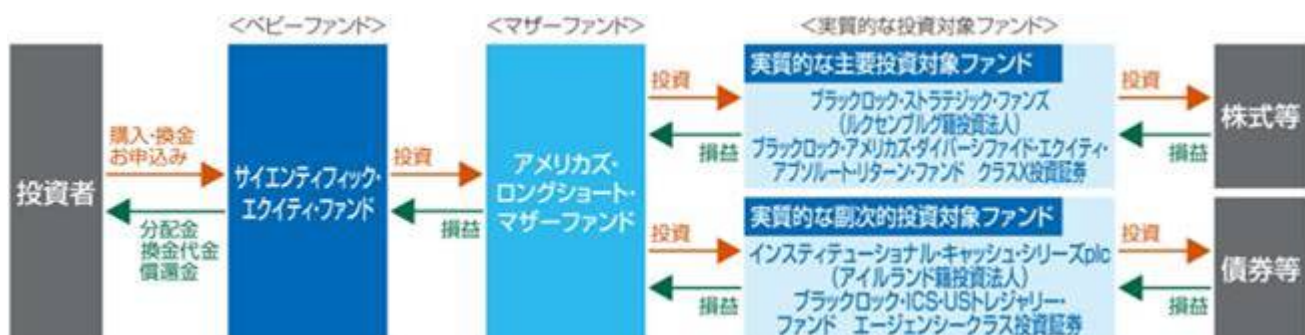 <ベビーファンド>
<マザーファンド>
<実質的な投資対象ファンド>
投資者
購入・換金
お申込み
分配金
換金代金
償還金
サイエンティフィック・
エクイティ・ファンド
投資
損益
アメリカズ・
ロングショート・
マザーファンド
投資
損益
実質的な主要投資対象ファンド
ブラックロック・ストラテジック・ファンズ
(ルクセンブルグ籍投資法人)
ブラックロック・アメリカズ・ダイバーシファイド・エクイティ・
アブソルート・リターン・ファンド クラスX投資証券
投資
損益
株式等
投資
損益
実質的な副次的投資対象ファンド
インスティテューショナル・キャッシュ・シリーズplc
(アイルランド籍投資法人)
ブラックロック・ICS・USトレジャリー・
ファンド エージェンシークラス投資証券
投資
損益
債券等